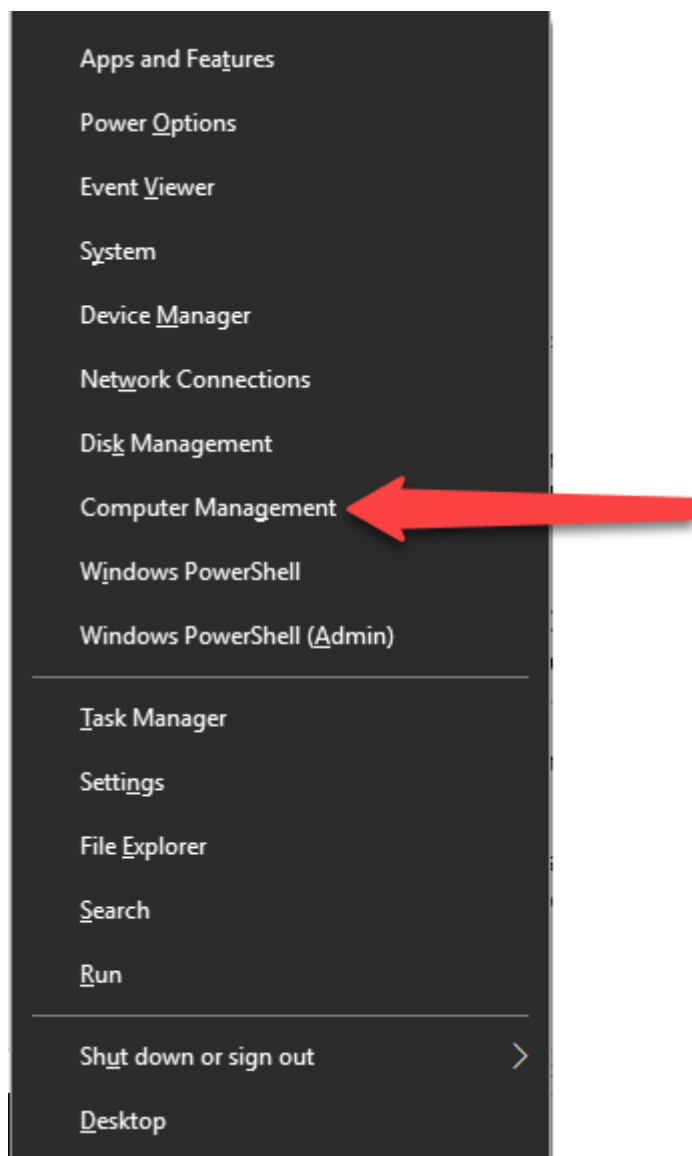 Apps and Features
Power Options
Event Viewer
System
Device Manager
Network Connections
Disk Management
Computer Management
Windows PowerShell
Windows PowerShell (Admin)
Task Manager
Settings
File Explorer
Search
Run
Shut down or sign out
Desktop